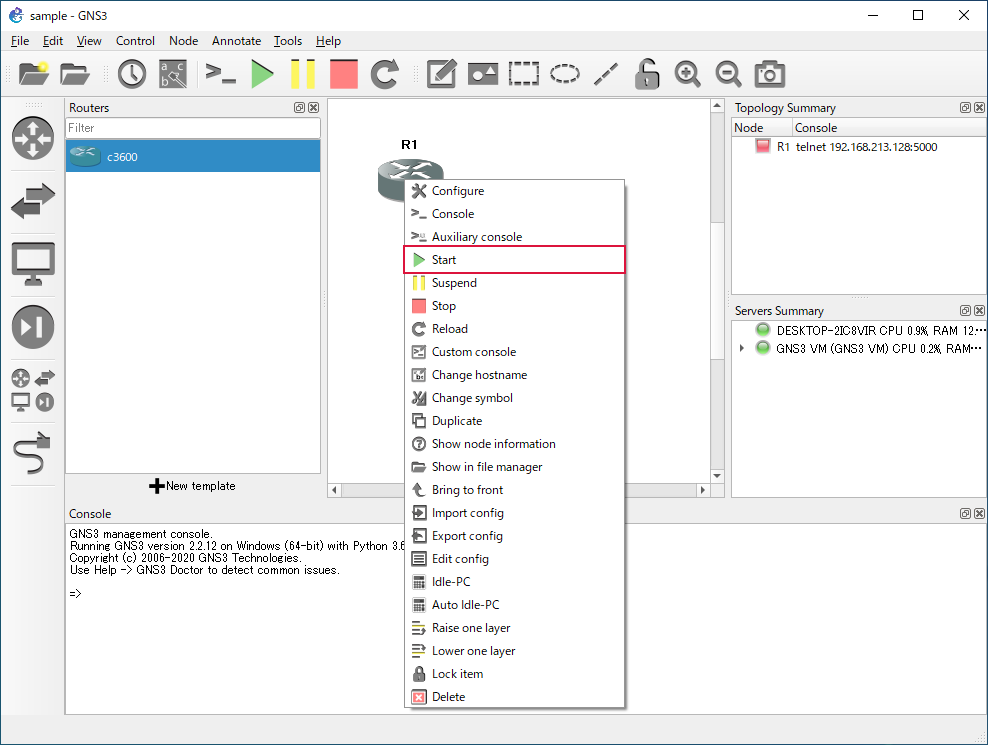 sample - GNS3
File Edit View Control Node Annotate Tools Help
Routers
Filter
c3600
New template
R1
Configure
Console
Auxiliary console
Start
Suspend
Stop
Reload
Custom console
Change hostname
Change symbol
Duplicate
Show node information
Show in file manager
Bring to front
Import config
Export config
Edit config
Idle-PC
Auto Idle-PC
Raise one layer
Lower one layer
Lock item
Delete
Topology Summary
Node Console
R1 telnet 192.168.213.128:5000
Servers Summary
DESKTOP-2IC8VIR CPU 0.9%, RAM 12.…
GNS3 VM (GNS3 VM) CPU 0.2%, RAM…
Console
GNS3 management console.
Running GNS3 version 2.2.12 on Windows (64-bit) with Python 3.6
Copyright (c) 2006-2020 GNS3 Technologies.
Use Help -> GNS3 Doctor to detect common issues.
=>